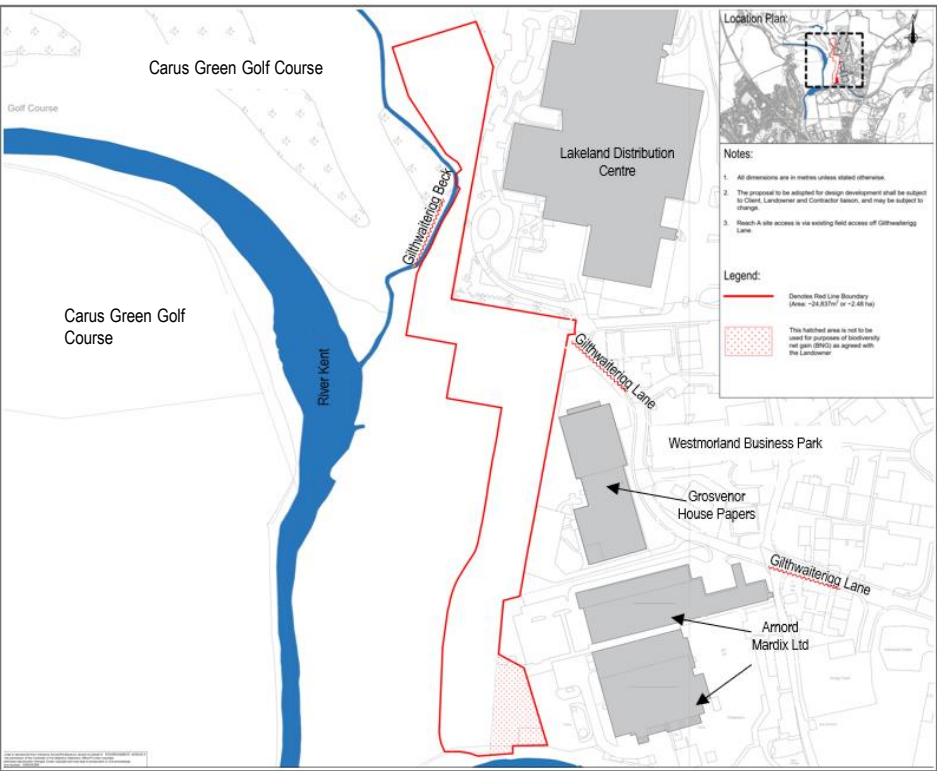 Carus Green Golf Course
Golf Course
Carus Green Golf
Course
River Kent
Gilthwaiterigg Beck
Lakeland Distribution
Centre
Gilthwaiterigg Lane
Westmorland Business Park
Grosvenor
House Papers
Gilthwaiterigg Lane
Arnord
Mardix Ltd
Location Plan:
Notes:
1. All dimensions are in metres unless stated otherwise.
2. The proposal to be adopted for design development shall be subject
to Client, Landowner and Contractor liaison, and may be subject to
change.
3. Reach A site access is via existing field access off Gilthwaiterigg
Lane.
Legend:
Denotes Red Line Boundary
(Area: ~24,837m² or ~2.48 ha)
This hatched area is not to be
used for purposes of biodiversity
net gain (BNG) as agreed with
the Landowner